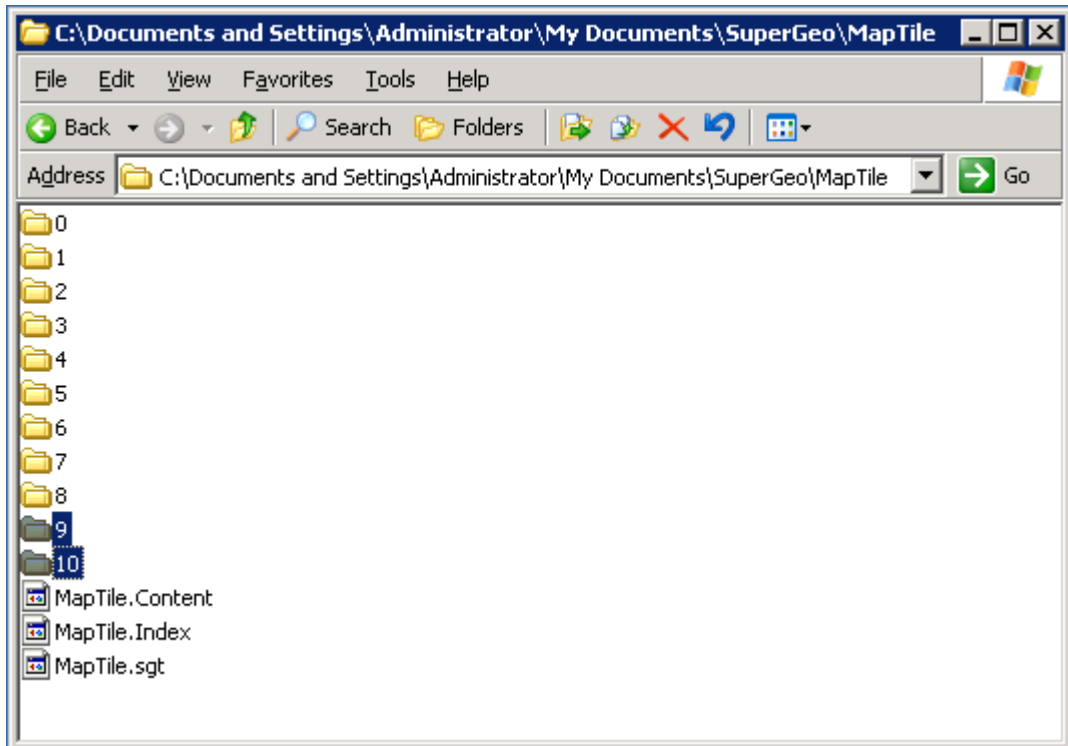 C:\Documents and Settings\Administrator\My Documents\SuperGeo\MapTile
File Edit View Favorites Tools Help
Back Search Folders
Address C:\Documents and Settings\Administrator\My Documents\SuperGeo\MapTile Go
0
1
2
3
4
5
6
7
8
9
10
MapTile.Content
MapTile.Index
MapTile.sgt